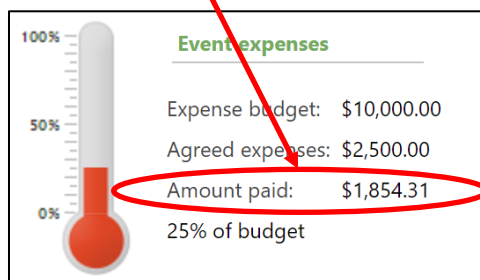 Event expenses
100%
Expense budget: $10,000.00
50%
Agreed expenses: $2,500.00
Amount paid: $1,854.31
0%
25% of budget